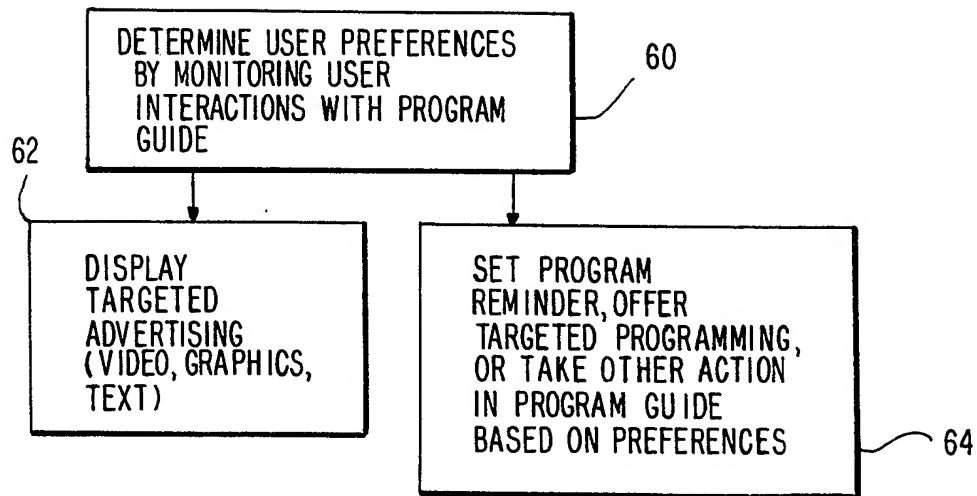 DETERMINE USER PREFERENCES
BY MONITORING USER
INTERACTIONS WITH PROGRAM
GUIDE
60
62
DISPLAY
TARGETED
ADVERTISING
(VIDEO, GRAPHICS,
TEXT)
SET PROGRAM
REMINDER, OFFER
TARGETED PROGRAMMING,
OR TAKE OTHER ACTION
IN PROGRAM GUIDE
BASED ON PREFERENCES
64